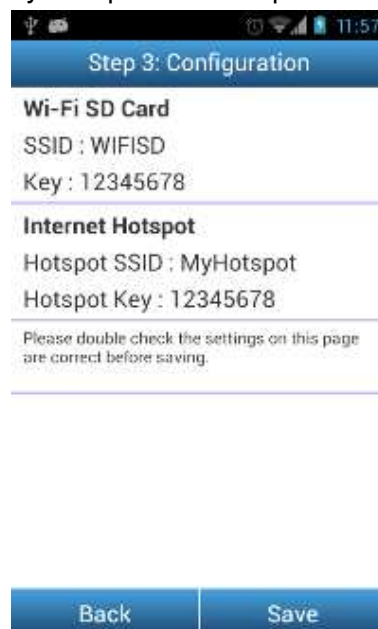 11:57
Step 3: Configuration
Wi-Fi SD Card
SSID : WIFISD
Key : 12345678
Internet Hotspot
Hotspot SSID : MyHotspot
Hotspot Key : 12345678
Please double check the settings on this page
are correct before saving.
Back Save